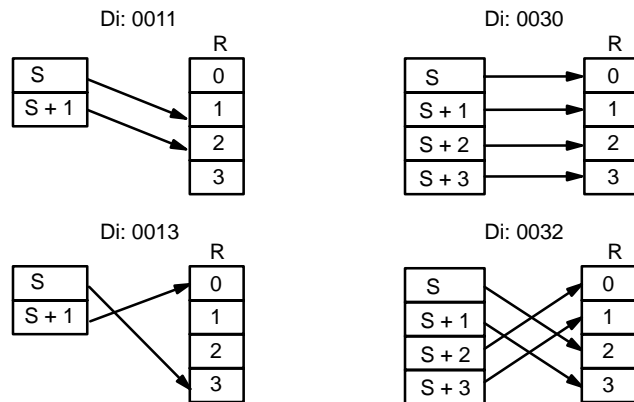 Di: 0011
R
S
S + 1
0
1
2
3
Di: 0030
R
S
S + 1
S + 2
S + 3
0
1
2
3
Di: 0013
R
S
S + 1
0
1
2
3
Di: 0032
R
S
S + 1
S + 2
S + 3
0
1
2
3